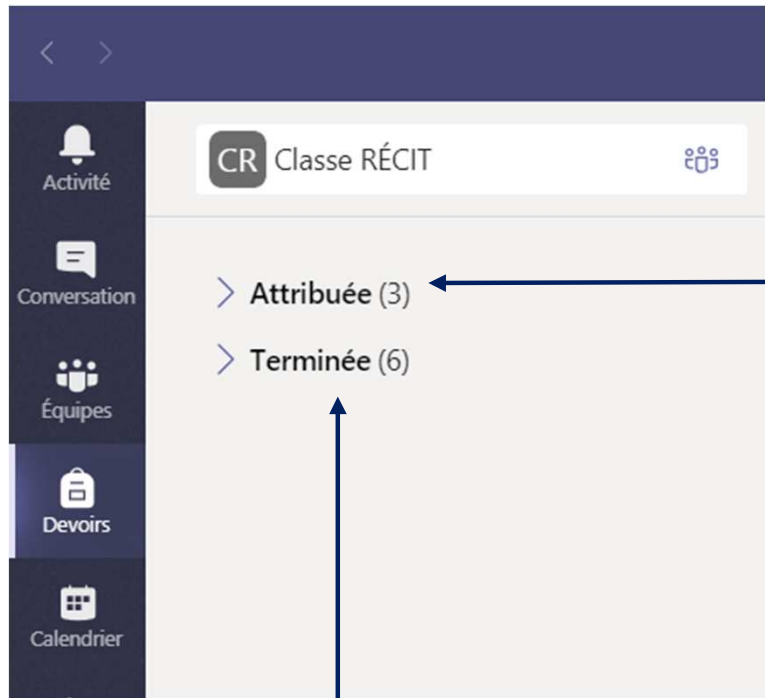 Activité
Conversation
Équipes
Devoirs
Calendrier
CR Classe RÉCIT
Attribuée (3)
Terminée (6)